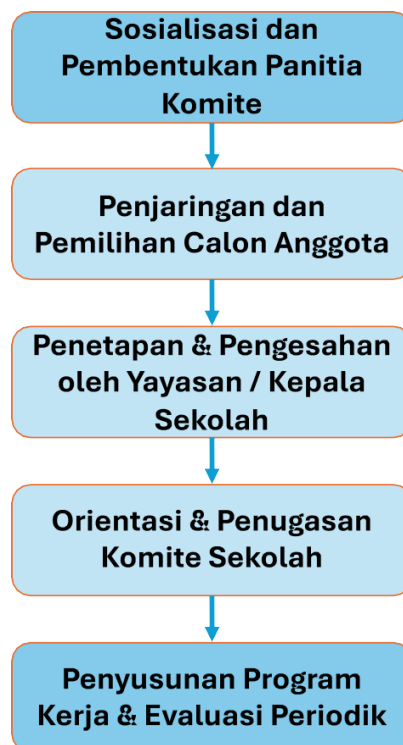 Sosialisasi dan
Pembentukan Panitia
Komite
Penjaringan dan
Pemilihan Calon Anggota
Penetapan & Pengesahan
oleh Yayasan / Kepala
Sekolah
Orientasi & Penugasan
Komite Sekolah
Penyusunan Program
Kerja & Evaluasi Periodik